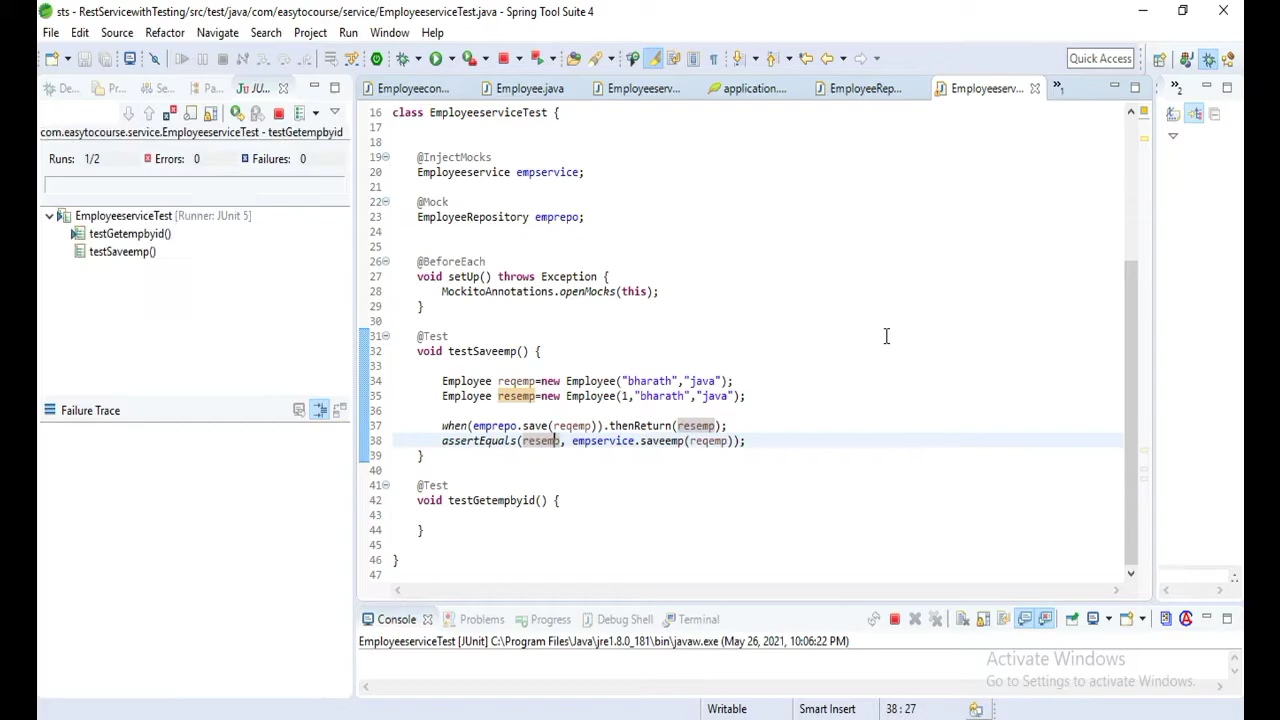 sts - RestServicewithTesting/src/test/java/com/easytocourse/service/EmployeeserviceTest.java - Spring Tool Suite 4
File Edit Source Refactor Navigate Search Project Run Window Help
Quick Access
De... Pr... Se... Pa... JU...
Employeecon... Employee.java Employeeserv... application.... EmployeeRep... Employeeserv... »1 »2
com.easytocourse.service.EmployeeserviceTest - testGetempbyid
Runs: 1/2 Errors: 0 Failures: 0
EmployeeserviceTest [Runner: JUnit 5]
testGetempbyid()
testSaveemp()
Failure Trace
16 class EmployeeserviceTest {
17
18
19 @InjectMocks
20 Employeeservice empservice;
21
22 @Mock
23 EmployeeRepository emprepo;
24
25
26 @BeforeEach
27 void setUp() throws Exception {
28 MockitoAnnotations.openMocks(this);
29 }
30
31 @Test
32 void testSaveemp() {
33
34 Employee reqemp=new Employee("bharath","java");
35 Employee resemp=new Employee(1,"bharath","java");
36
37 when(emprepo.save(reqemp)).thenReturn(resemp);
38 assertEquals(resemp, empservice.saveemp(reqemp));
39 }
40
41 @Test
42 void testGetempbyid() {
43
44 }
45
46 }
47
Console Problems Progress Debug Shell Terminal
EmployeeserviceTest [JUnit] C:\Program Files\Java\jre1.8.0_181\bin\javaw.exe (May 26, 2021, 10:06:22 PM)
Activate Windows
Go to Settings to activate Windows.
Writable Smart Insert 38 : 27